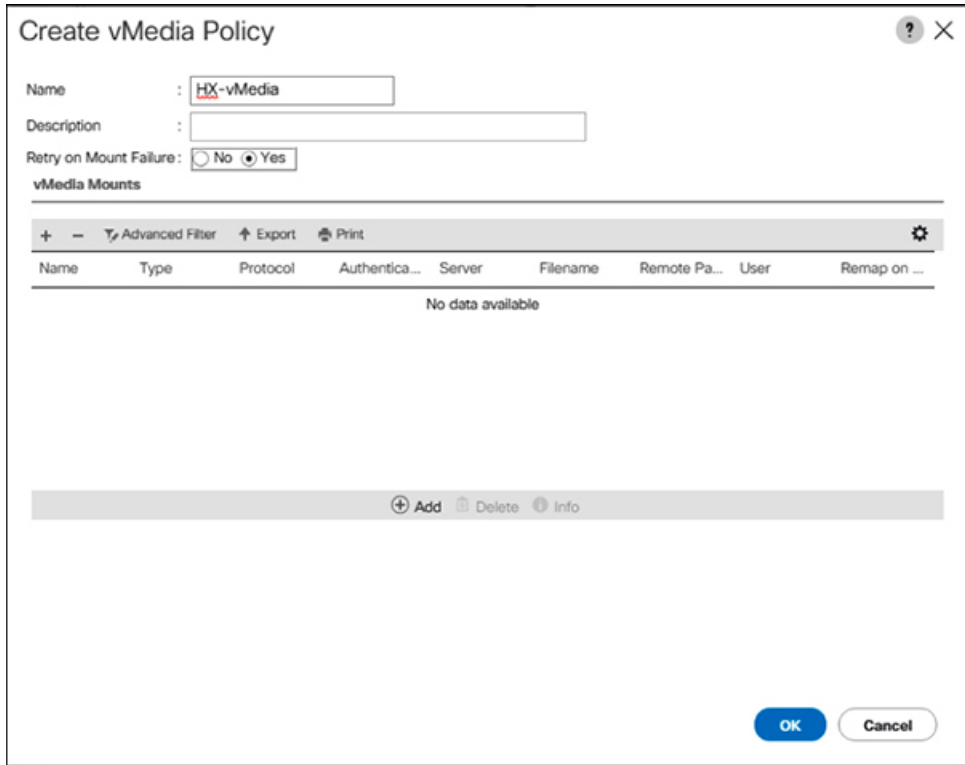 Create vMedia Policy ?
Name : HX-vMedia
Description :
Retry on Mount Failure : No Yes
vMedia Mounts
+ − Advanced Filter Export Print
Name Type Protocol Authentica... Server Filename Remote Pa... User Remap on ...
No data available
Add Delete Info
OK Cancel